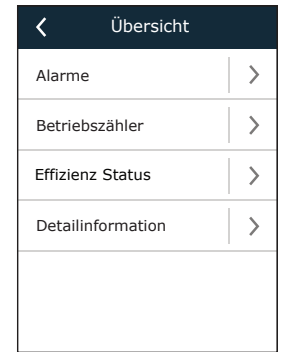 Übersicht
Alarme
Betriebszähler
Effizienz Status
Detailinformation